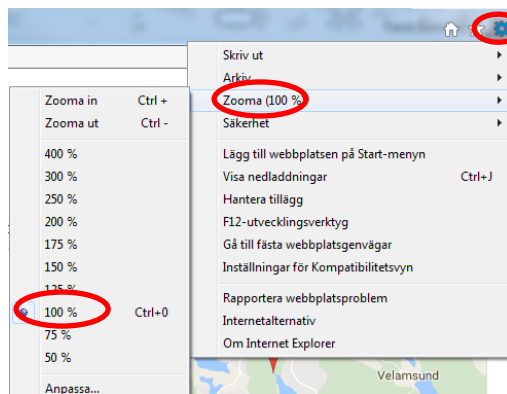 Skriv ut
Arkiv
Zooma (100 %
Säkerhet
Lägg till webbplatsen på Start-menyn
Visa nedladdningar Ctrl+J
Hantera tillägg
F12-utvecklingsverktyg
Gå till fästa webbplatsgenvägar
Inställningar för Kompatibilitetsvyn
Rapportera webbplatsproblem
Internetalternativ
Om Internet Explorer
Zooma in Ctrl +
Zooma ut Ctrl -
400 %
300 %
250 %
200 %
175 %
150 %
125 %
100 % Ctrl+0
75 %
50 %
Anpassa...
Velamsund